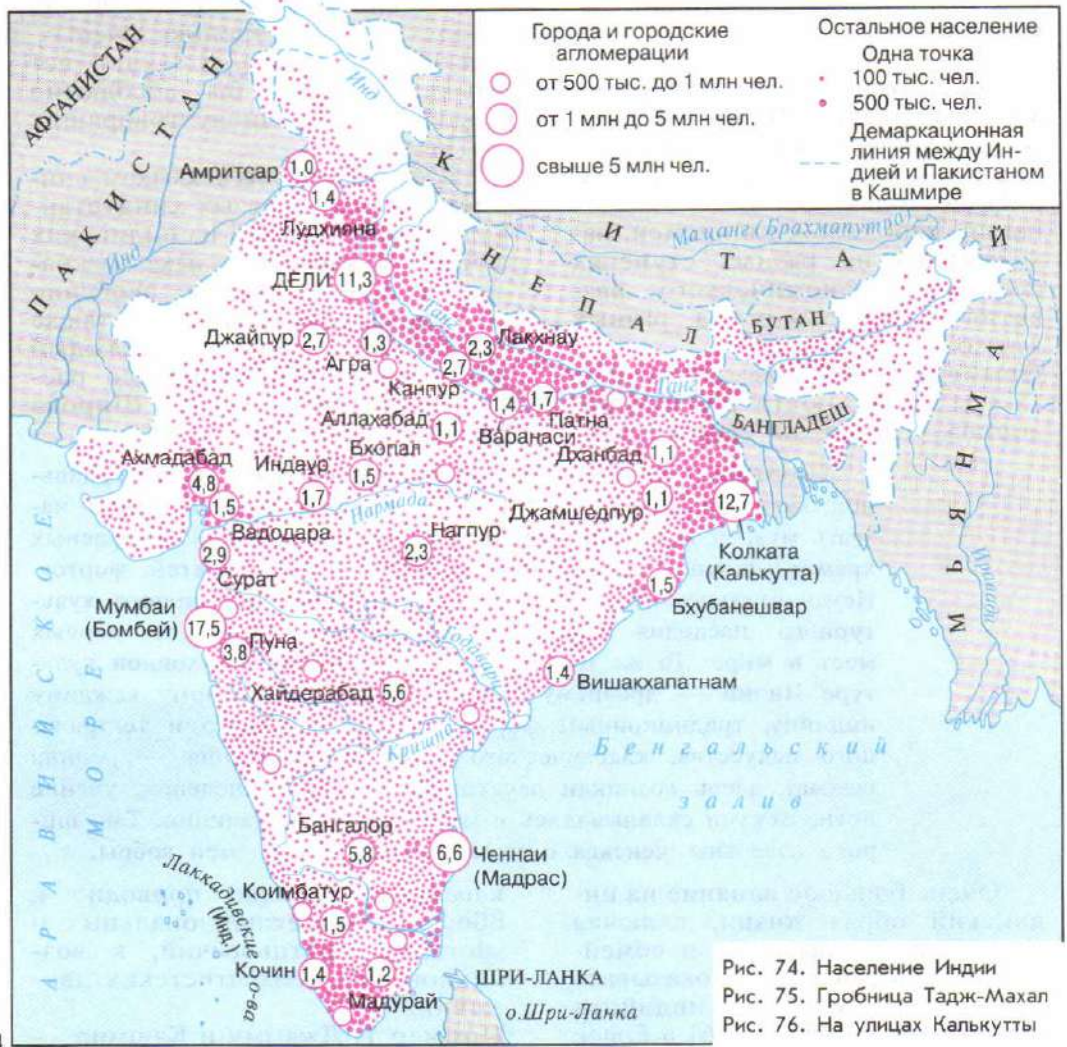 Города и городские
агломерации
от 500 тыс. до 1 млн чел.
от 1 млн до 5 млн чел.
свыше 5 млн чел.
Остальное население
Одна точка
100 тыс. чел.
500 тыс. чел.
Демаркационная
линия между Ин-
дией и Пакистаном
в Кашмире
АФГАНИСТАН
ПАКИСТАН
Инд
Инд
КИТАЙ
Мацанг (Брахмапутра)
НЕПАЛ
БУТАН
БАНГЛАДЕШ
МЬЯНМА
Иравади
Амритсар 1,0
1,4
Лудхияна
ДЕЛИ 11,3
Ганг
Джайпур 2,7
1,3
Агра
2,3 Лакхнау
2,7
Канпур
Ганг
1,4 1,7
Варанаси
Патна
Аллахабад 1,1
Бхопал
1,5
Дханбад 1,1
Ахмадабад
4,8
Индаур
1,7
1,5
Вадодара
Нармада
Нагпур
2,3
Джамшедпур 1,1
12,7
Колката
(Калькутта)
2,9
Сурат
1,5
Бхубанешвар
Мумбаи
(Бомбей) 17,5
3,8 Пуна
Годавари
Хайдерабад 5,6
1,4 Вишакхапатнам
Кришна
Бенгальский
залив
АРАВИЙСКОЕ
МОРЕ
Бангалор
5,8
6,6 Ченнаи
(Мадрас)
Лаккадивские о-ва
(Инд.)
Коимбатур
1,5
Кочин 1,4
1,2
Мадурай
ШРИ-ЛАНКА
о.Шри-Ланка
Рис. 74. Население Индии
Рис. 75. Гробница Тадж-Махал
Рис. 76. На улицах Калькутты